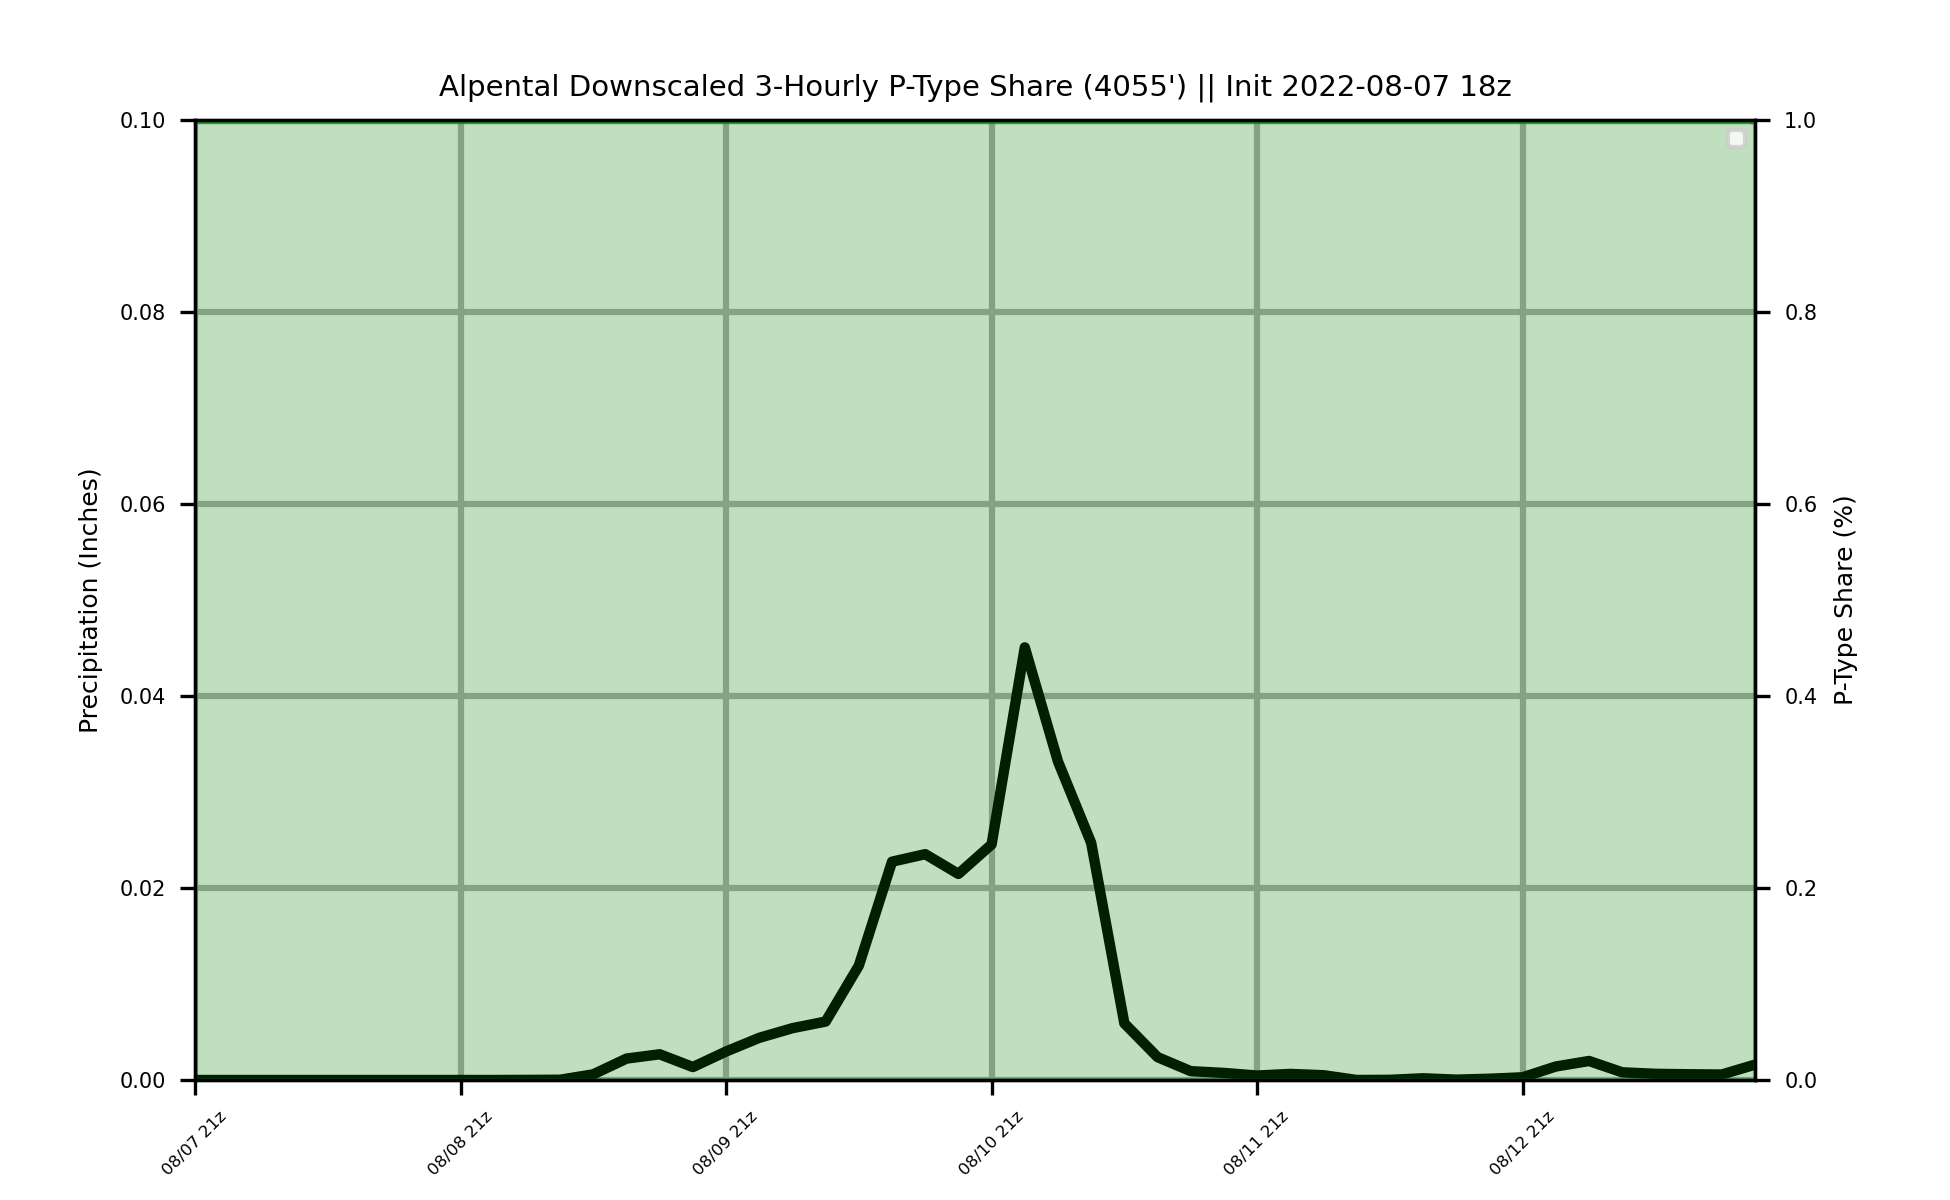 Alpental Downscaled 3-Hourly P-Type Share (4055') || Init 2022-08-07 18z
0.10
0.08
0.06
0.04
0.02
0.00
Precipitation (Inches)
1.0
0.8
0.6
0.4
0.2
0.0
P-Type Share (%)
08/07 21z
08/08 21z
08/09 21z
08/10 21z
08/11 21z
08/12 21z